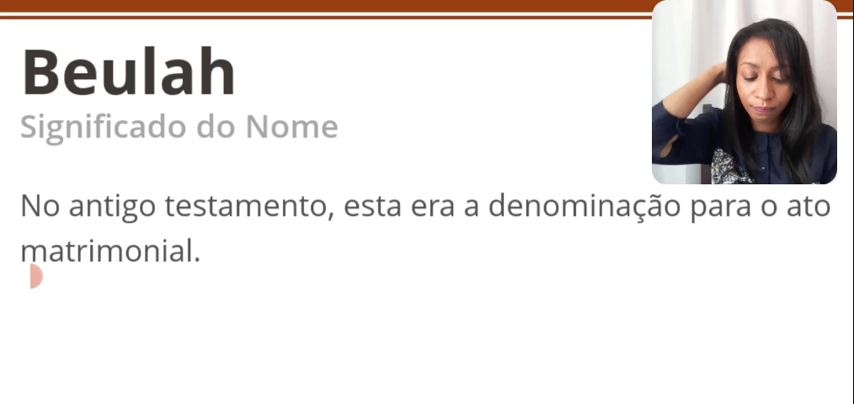 Beulah
Significado do Nome
No antigo testamento, esta era a denominação para o ato
matrimonial.